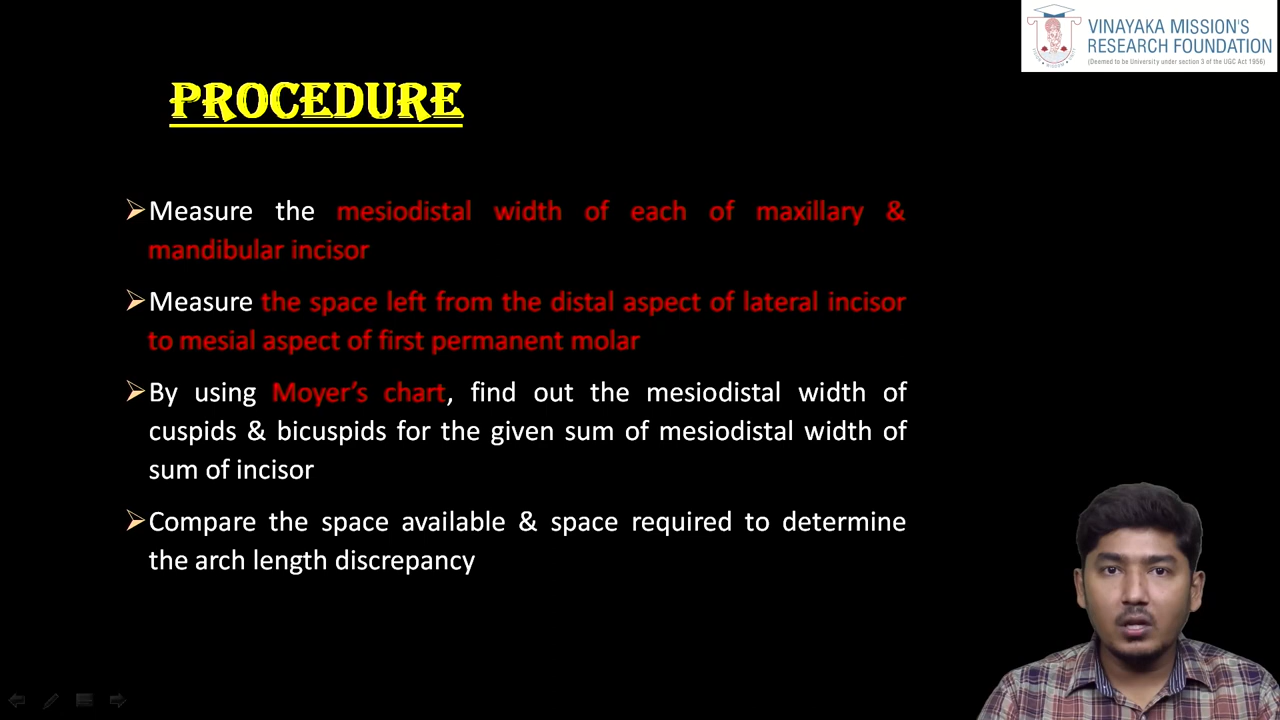 VINAYAKA MISSION'S
RESEARCH FOUNDATION
(Deemed to be University under section 3 of the UGC Act 1956)
PROCEDURE
➢Measure the mesiodistal width of each of maxillary &
mandibular incisor
➢Measure the space left from the distal aspect of lateral incisor
to mesial aspect of first permanent molar
➢By using Moyer’s chart, find out the mesiodistal width of
cuspids & bicuspids for the given sum of mesiodistal width of
sum of incisor
➢Compare the space available & space required to determine
the arch length discrepancy